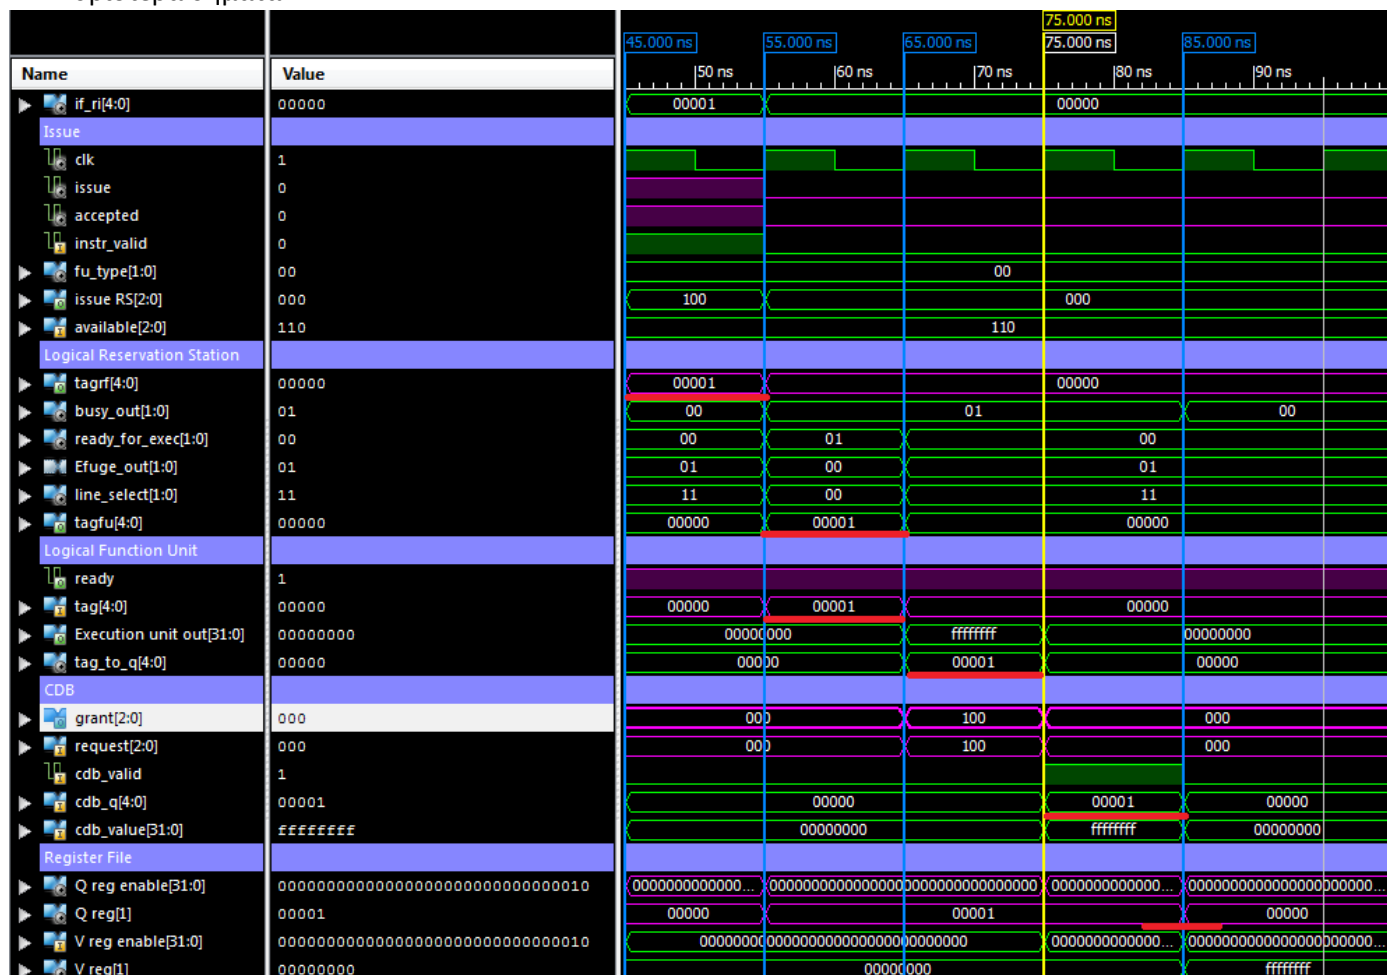 75.000 ns
45.000 ns 55.000 ns 65.000 ns 75.000 ns 85.000 ns
Name Value 50 ns 60 ns 70 ns 80 ns 90 ns
if_ri[4:0] 00000 00001 00000
Issue
clk 1
issue 0
accepted 0
instr_valid 0
fu_type[1:0] 00 00
issue RS[2:0] 000 100 000
available[2:0] 110 110
Logical Reservation Station
tagrf[4:0] 00000 00001 00000
busy_out[1:0] 01 00 01 00
ready_for_exec[1:0] 00 00 01 00
Efuge_out[1:0] 01 01 00 01
line_select[1:0] 11 11 00 11
tagfu[4:0] 00000 00000 00001 00000
Logical Function Unit
ready 1
tag[4:0] 00000 00000 00001 00000
Execution unit out[31:0] 00000000 00000000 ffffffff 00000000
tag_to_q[4:0] 00000 00000 00001 00000
CDB
grant[2:0] 000 000 100 000
request[2:0] 000 000 100 000
cdb_valid 1
cdb_q[4:0] 00001 00000 00001 00000
cdb_value[31:0] ffffffff 00000000 ffffffff 00000000
Register File
Q reg enable[31:0] 00000000000000000000000000000010 0000000000000... 00000000000000000000000000000000 0000000000000... 00000000000000000000000...
Q reg[1] 00001 00000 00001 00000
V reg enable[31:0] 00000000000000000000000000000010 00000000000000000000000000000000 0000000000000... 00000000000000000000000...
V reg[1] 00000000 00000000 ffffffff